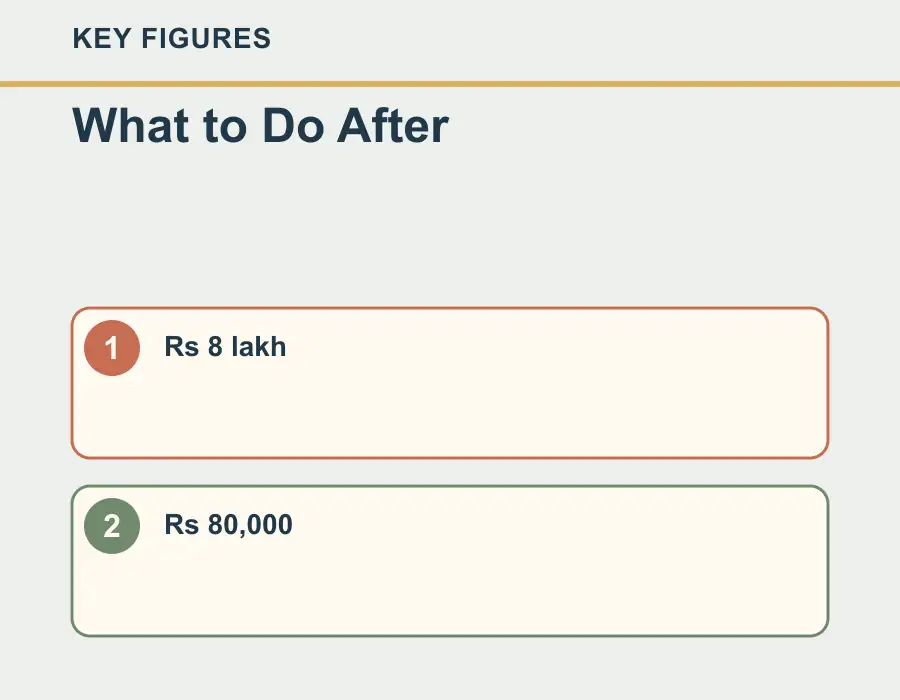 KEY FIGURES
What to Do After
1
Rs 8 lakh
2
Rs 80,000